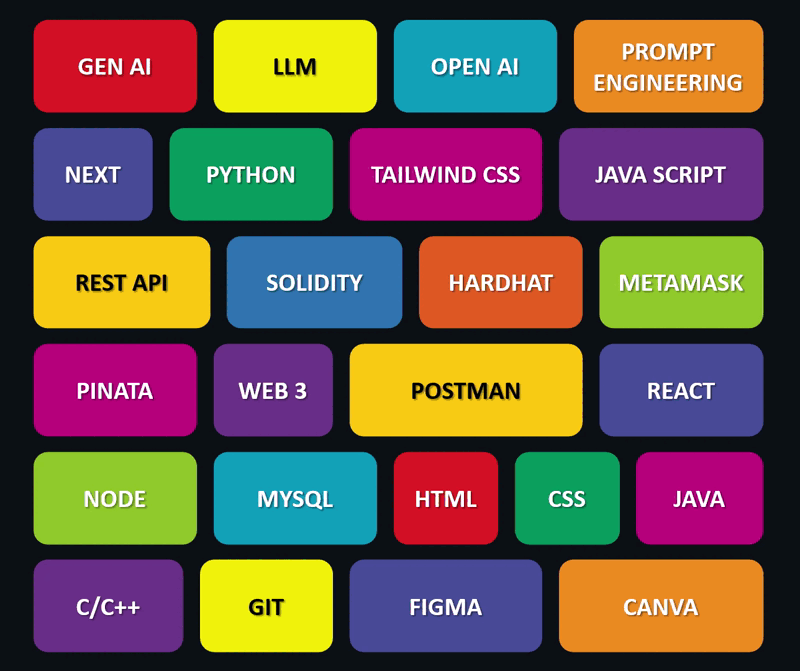 GEN AI
LLM
OPEN AI
PROMPT
ENGINEERING
NEXT
PYTHON
TAILWIND CSS
JAVA SCRIPT
REST API
SOLIDITY
HARDHAT
METAMASK
PINATA
WEB 3
POSTMAN
REACT
NODE
MYSQL
HTML
CSS
JAVA
C/C++
GIT
FIGMA
CANVA